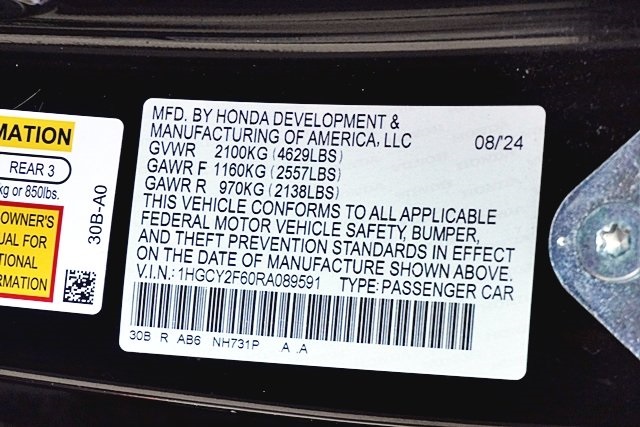 MATION
REAR 3
kg or 850lbs.
OWNER'S
UAL FOR
TIONAL
RMATION
30B-A0
MFD. BY HONDA DEVELOPMENT &
MANUFACTURING OF AMERICA, LLC 08/'24
GVWR 2100KG (4629LBS)
GAWR F 1160KG (2557LBS)
GAWR R 970KG (2138LBS)
THIS VEHICLE CONFORMS TO ALL APPLICABLE
FEDERAL MOTOR VEHICLE SAFETY, BUMPER,
AND THEFT PREVENTION STANDARDS IN EFFECT
ON THE DATE OF MANUFACTURE SHOWN ABOVE.
V.I.N.: 1HGCY2F60RA089591 TYPE: PASSENGER CAR
30B R AB6 NH731P A .A